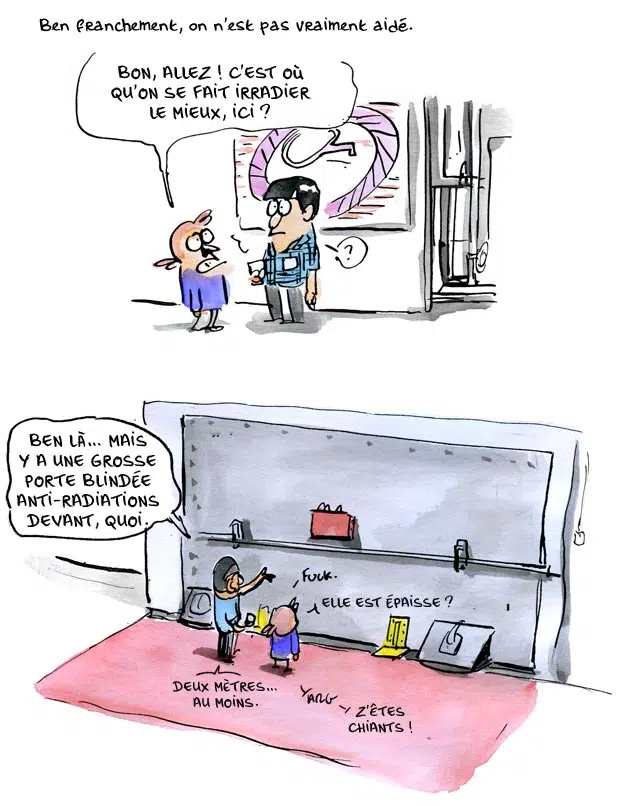 Ben franchement, on n'est pas vraiment aidé.
BON, ALLEZ ! C'EST OÙ
QU'ON SE FAIT IRRADIER
LE MIEUX, ICI ?
?
BEN LÀ... MAIS
Y A UNE GROSSE
PORTE BLINDÉE
ANTI-RADIATIONS
DEVANT, QUOI.
FUCK.
ELLE EST ÉPAISSE ?
DEUX MÈTRES...
AU MOINS.
YARG
Z'ÊTES
CHIANTS !